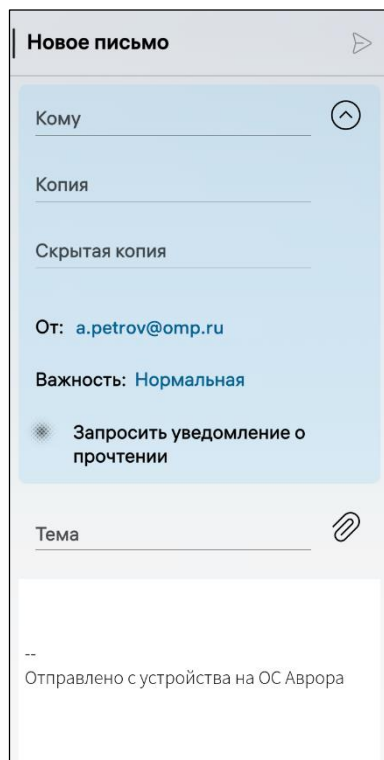 Новое письмо
Кому
Копия
Скрытая копия
От: a.petrov@omp.ru
Важность: Нормальная
Запросить уведомление о
прочтении
Тема
--
Отправлено с устройства на ОС Аврора